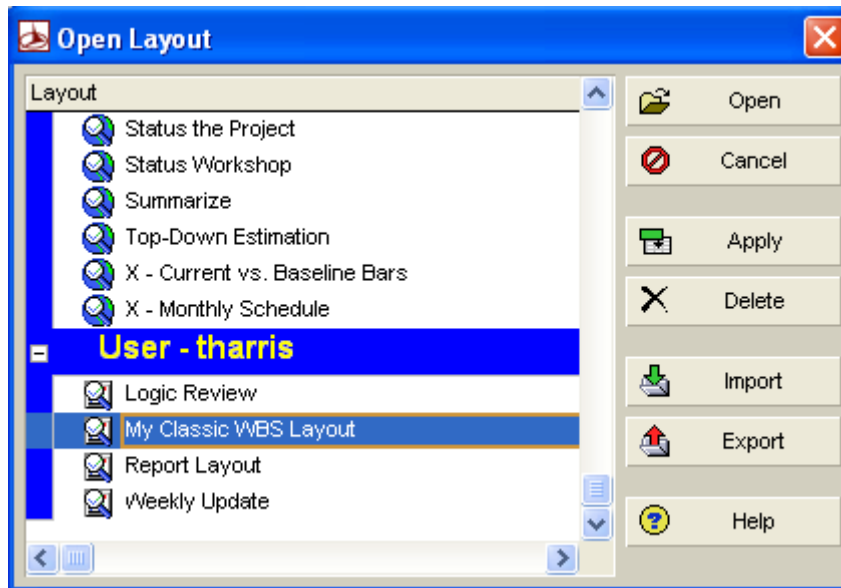 Open Layout
Layout
Status the Project
Status Workshop
Summarize
Top-Down Estimation
X - Current vs. Baseline Bars
X - Monthly Schedule
User - tharris
Logic Review
My Classic WBS Layout
Report Layout
Weekly Update
Open
Cancel
Apply
Delete
Import
Export
Help